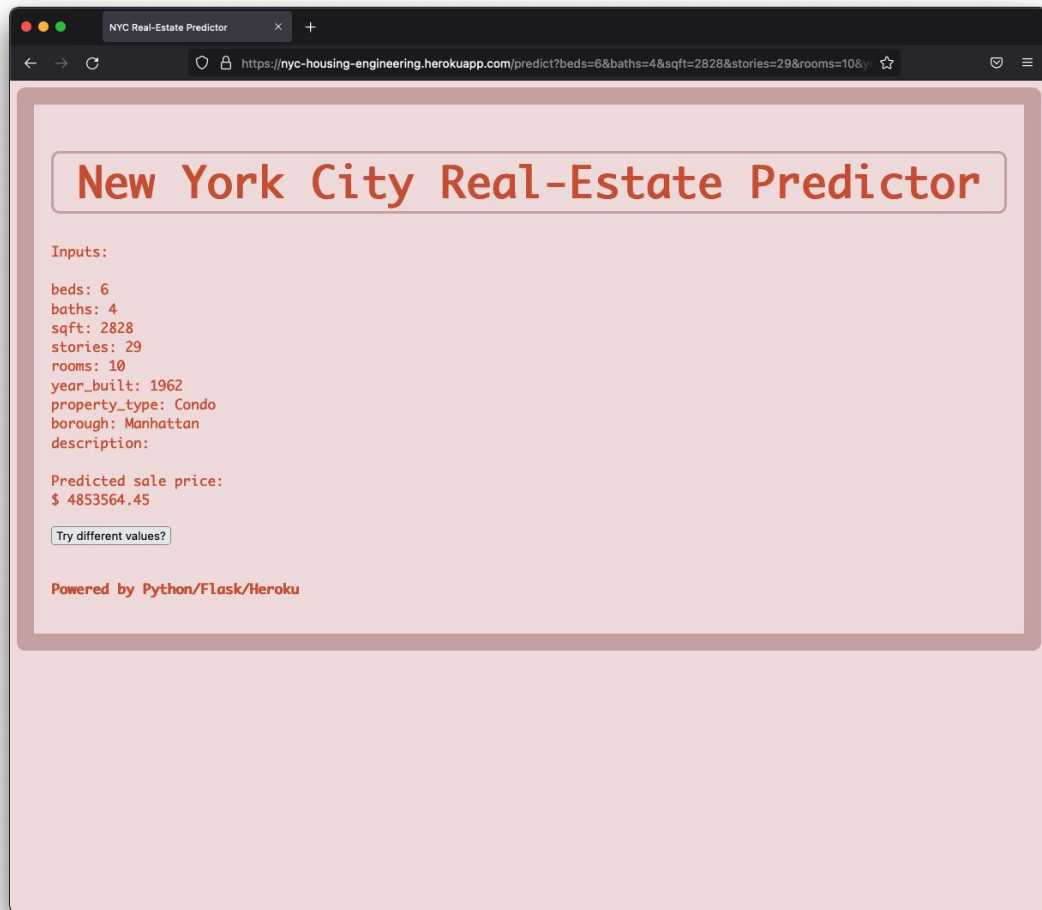 NYC Real-Estate Predictor
https://nyc-housing-engineering.herokuapp.com/predict?beds=6&baths=4&sqft=2828&stories=29&rooms=10&y
New York City Real-Estate Predictor
Inputs:
beds: 6
baths: 4
sqft: 2828
stories: 29
rooms: 10
year_built: 1962
property_type: Condo
borough: Manhattan
description:
Predicted sale price:
$ 4853564.45
Try different values?
Powered by Python/Flask/Heroku